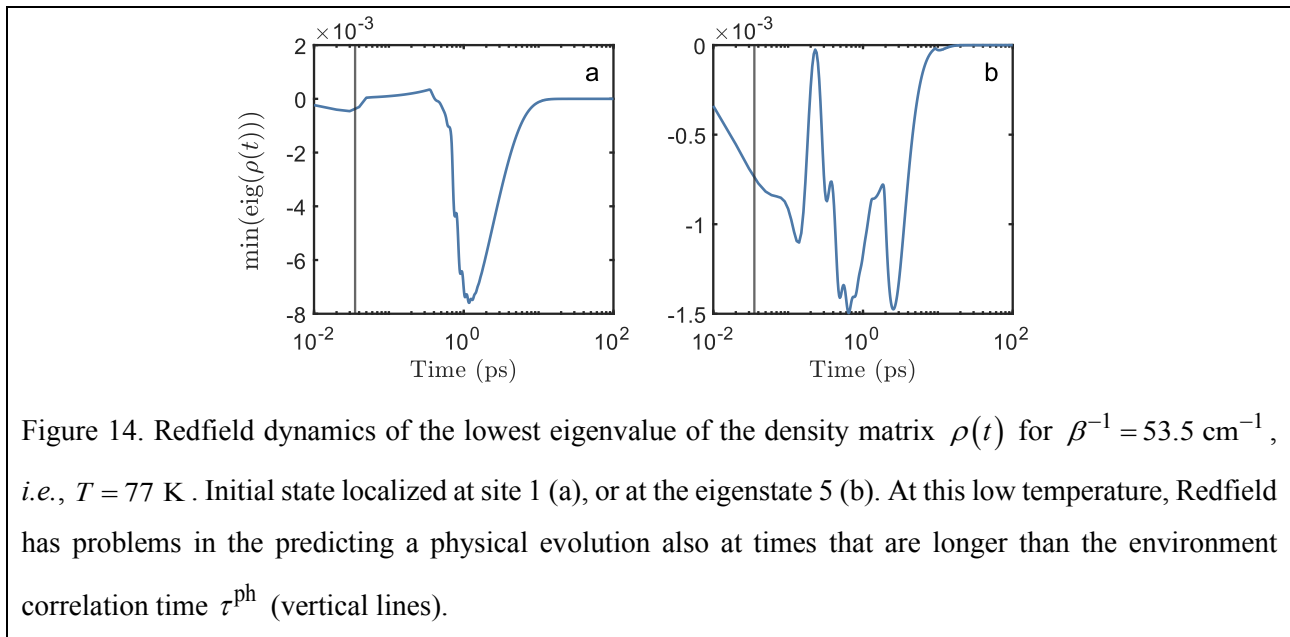 ×10⁻³
×10⁻³
2
0
-2
-4
-6
-8
a
min(eig(ρ(t)))
10⁻²
10⁰
10²
Time (ps)
0
-0.5
-1
-1.5
b
10⁻²
10⁰
10²
Time (ps)
Figure 14. Redfield dynamics of the lowest eigenvalue of the density matrix ρ(t) for β⁻¹ = 53.5 cm⁻¹ ,
i.e., T = 77 K . Initial state localized at site 1 (a), or at the eigenstate 5 (b). At this low temperature, Redfield
has problems in the predicting a physical evolution also at times that are longer than the environment
correlation time τᵖʰ (vertical lines).